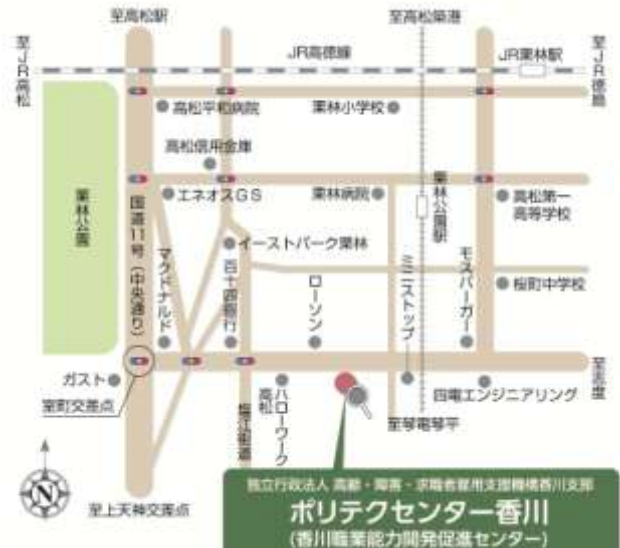 至高松駅
至高松築港
至JR高松
JR高徳線
JR栗林駅
至JR徳島
高松平和病院
栗林小学校
高松信用金庫
栗林公園
国道11号(中央通り)
エネオスGS
栗林病院
栗林公園駅
高松第一
高等学校
イーストパーク栗林
マクドナルド
百十四銀行
ローソン
ミニストップ
モスバーガー
桜町中学校
至志度
ガスト
室町交差点
塩江街道
ハローワーク
高松
四電エンジニアリング
至琴電琴平
N
至上天神交差点
独立行政法人 高齢・障害・求職者雇用支援機構香川支部
ポリテクセンター香川
(香川職業能力開発促進センター)